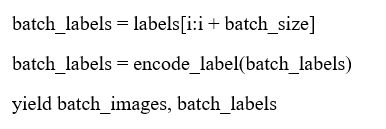 batch_labels = labels[i:i + batch_size]
batch_labels = encode_label(batch_labels)
yield batch_images, batch_labels